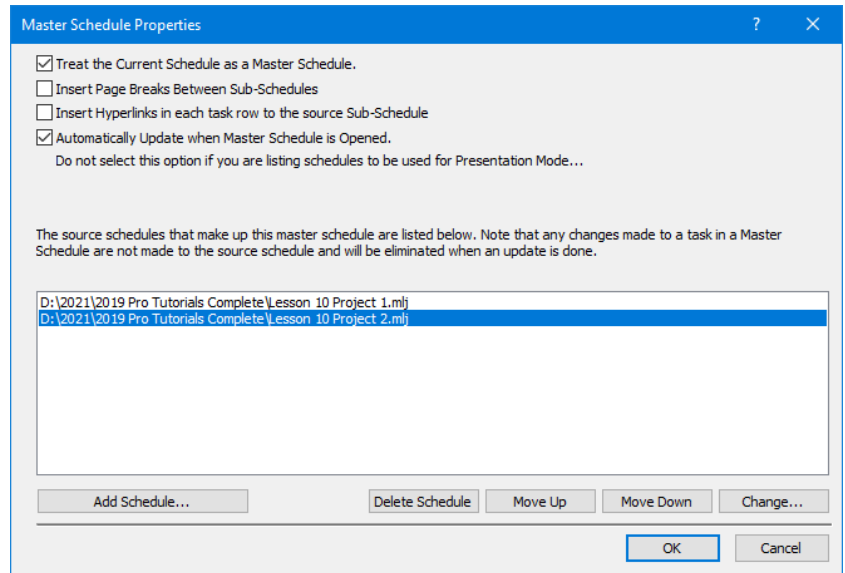 Master Schedule Properties
Treat the Current Schedule as a Master Schedule.
Insert Page Breaks Between Sub-Schedules
Insert Hyperlinks in each task row to the source Sub-Schedule
Automatically Update when Master Schedule is Opened.
Do not select this option if you are listing schedules to be used for Presentation Mode...
The source schedules that make up this master schedule are listed below. Note that any changes made to a task in a Master
Schedule are not made to the source schedule and will be eliminated when an update is done.
D:\2021\2019 Pro Tutorials Complete\Lesson 10 Project 1.mlj
D:\2021\2019 Pro Tutorials Complete\Lesson 10 Project 2.mlj
Add Schedule... Delete Schedule Move Up Move Down Change...
OK Cancel